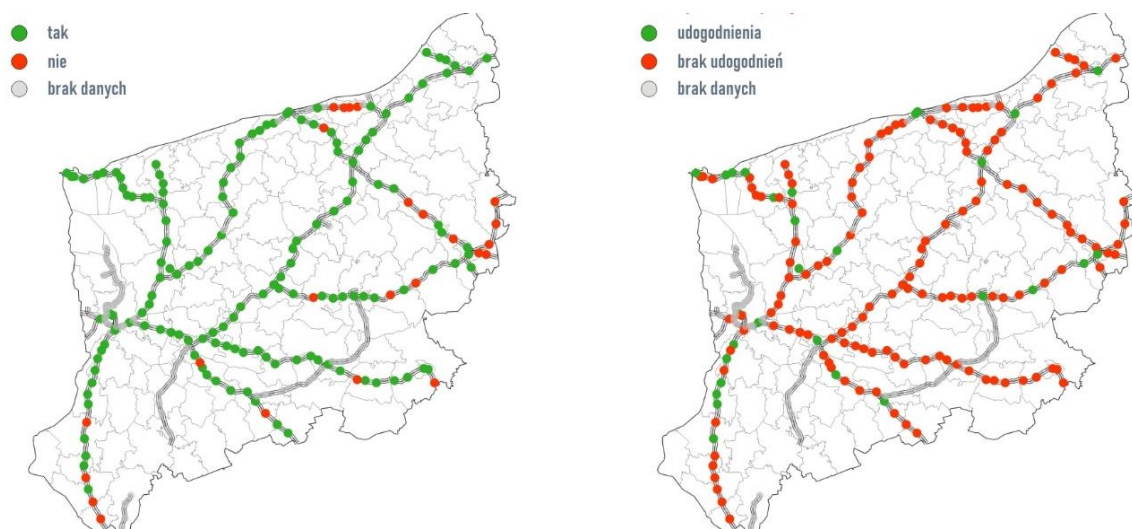 tak
nie
brak danych
udogodnienia
brak udogodnień
brak danych